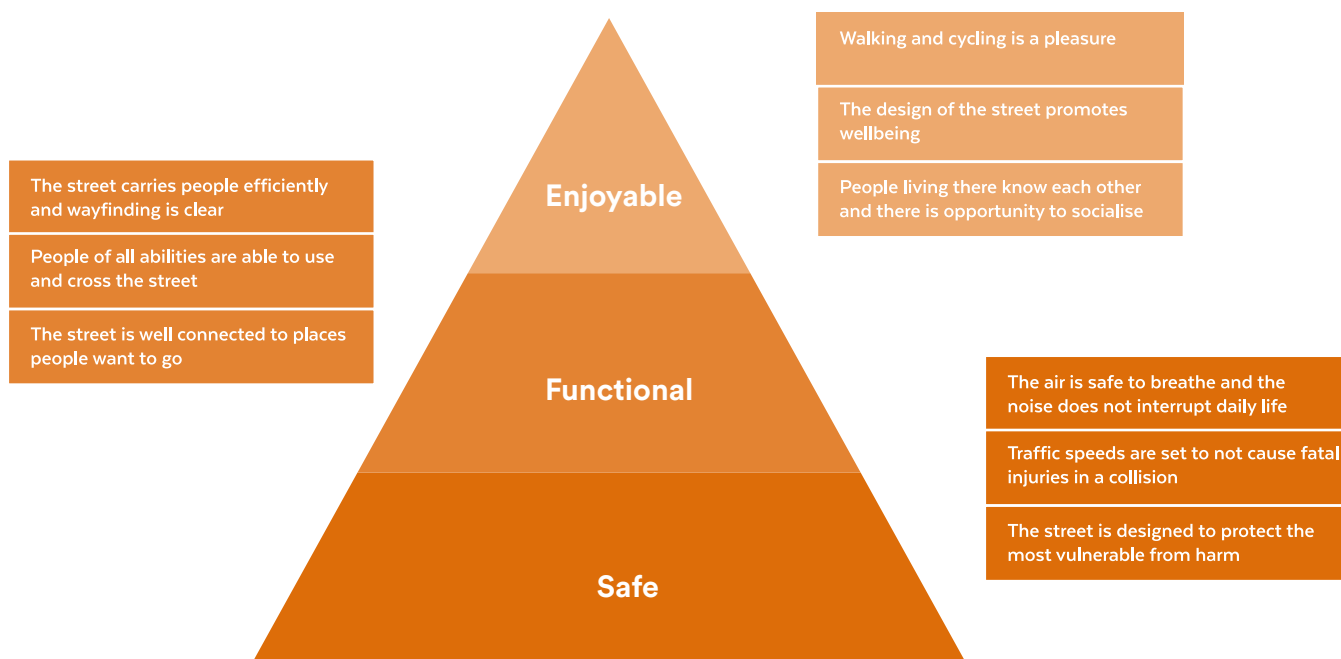 Walking and cycling is a pleasure
The design of the street promotes
wellbeing
People living there know each other
and there is opportunity to socialise
Enjoyable
The street carries people efficiently
and wayfinding is clear
People of all abilities are able to use
and cross the street
The street is well connected to places
people want to go
Functional
The air is safe to breathe and the
noise does not interrupt daily life
Traffic speeds are set to not cause fatal
injuries in a collision
The street is designed to protect the
most vulnerable from harm
Safe